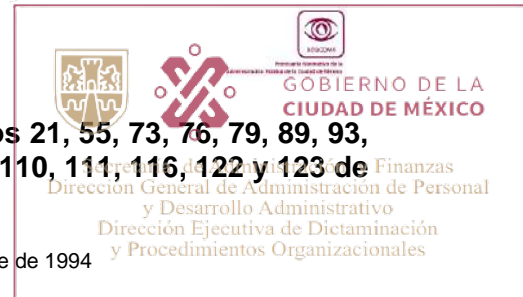 GOBIERNO DE LA
CIUDAD DE MÉXICO
s 21, 55, 73, 76, 79, 89, 93,
110, 111, 116, 122 y 123 de
Secretaría de Administración y Finanzas
Dirección General de Administración de Personal
y Desarrollo Administrativo
Dirección Ejecutiva de Dictaminación
y Procedimientos Organizacionales
e de 1994